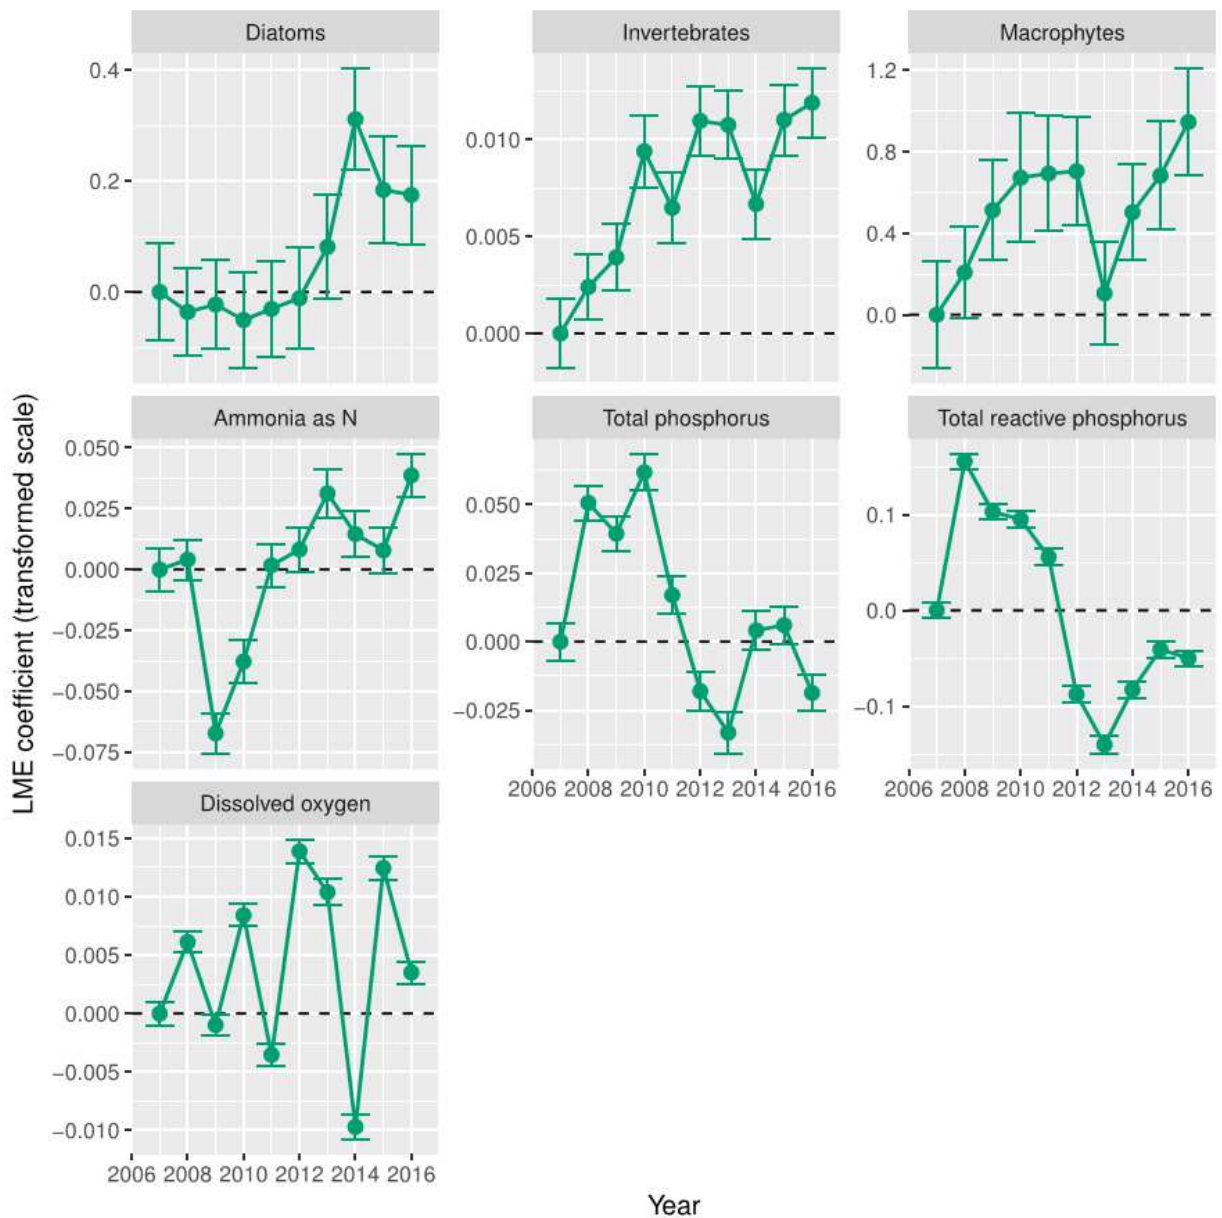 Diatoms
Invertebrates
Macrophytes
0.4
0.2
0.0
0.010
0.005
0.000
1.2
0.8
0.4
0.0
LME coefficient (transformed scale)
Ammonia as N
Total phosphorus
Total reactive phosphorus
0.050
0.025
0.000
−0.025
−0.050
−0.075
0.050
0.025
0.000
−0.025
0.1
0.0
−0.1
2006 2008 2010 2012 2014 2016
2006 2008 2010 2012 2014 2016
Dissolved oxygen
0.015
0.010
0.005
0.000
−0.005
−0.010
2006 2008 2010 2012 2014 2016
Year